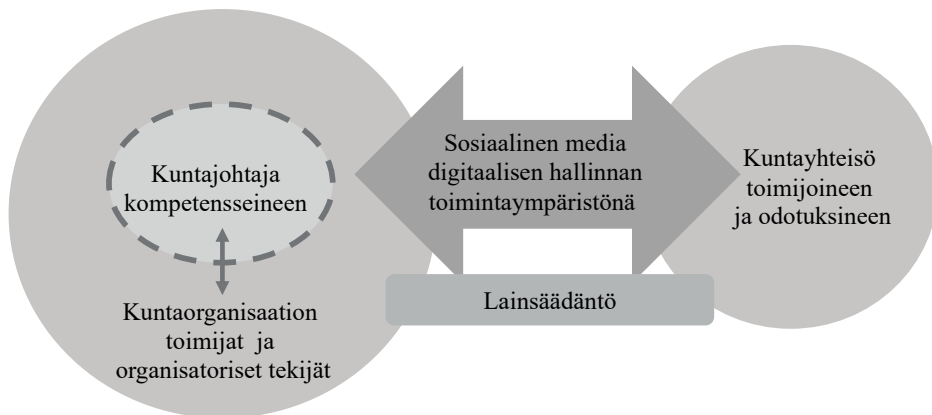 Kuntajohtaja
kompetensseineen
Kuntaorganisaation
toimijat ja
organisatoriset tekijät
Sosiaalinen media
digitaalisen hallinnan
toimintaympäristönä
Lainsäädäntö
Kuntayhteisö
toimijoineen
ja odotuksineen